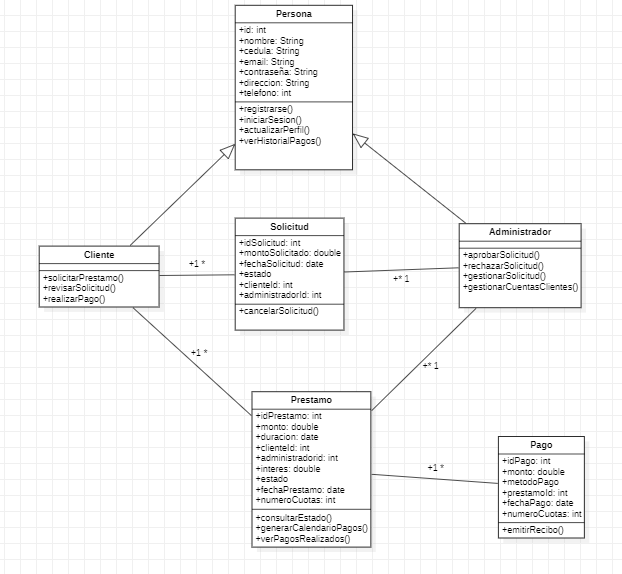 Persona
+id: int
+nombre: String
+cedula: String
+email: String
+contraseña: String
+direccion: String
+telefono: int
+registrarse()
+iniciarSesion()
+actualizarPerfil()
+verHistorialPagos()
Cliente
+solicitarPrestamo()
+revisarSolicitud()
+realizarPago()
+1 *
Solicitud
+idSolicitud: int
+montoSolicitado: double
+fechaSolicitud: date
+estado
+clienteId: int
+administradorId: int
+cancelarSolicitud()
+* 1
Administrador
+aprobarSolicitud()
+rechazarSolicitud()
+gestionarSolicitud()
+gestionarCuentasClientes()
+1 *
+* 1
Prestamo
+idPrestamo: int
+monto: double
+duracion: date
+clienteId: int
+administradorid: int
+interes: double
+estado
+fechaPrestamo: date
+numeroCuotas: int
+consultarEstado()
+generarCalendarioPagos()
+verPagosRealizados()
+1 *
Pago
+idPago: int
+monto: double
+metodoPago
+prestamoId: int
+fechaPago: date
+numeroCuotas: int
+emitirRecibo()